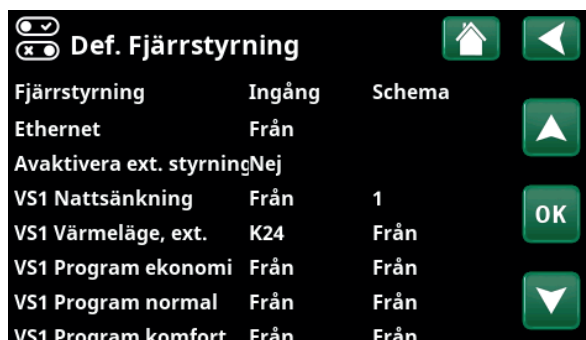 Def. Fjärrstyrning
Fjärrstyrning Ingång Schema
Ethernet Från
Avaktivera ext. styrning Nej
VS1 Nattsänkning Från 1
OK
VS1 Värmeläge, ext. K24 Från
VS1 Program ekonomi Från Från
VS1 Program normal Från Från
VS1 Program komfort Från Från